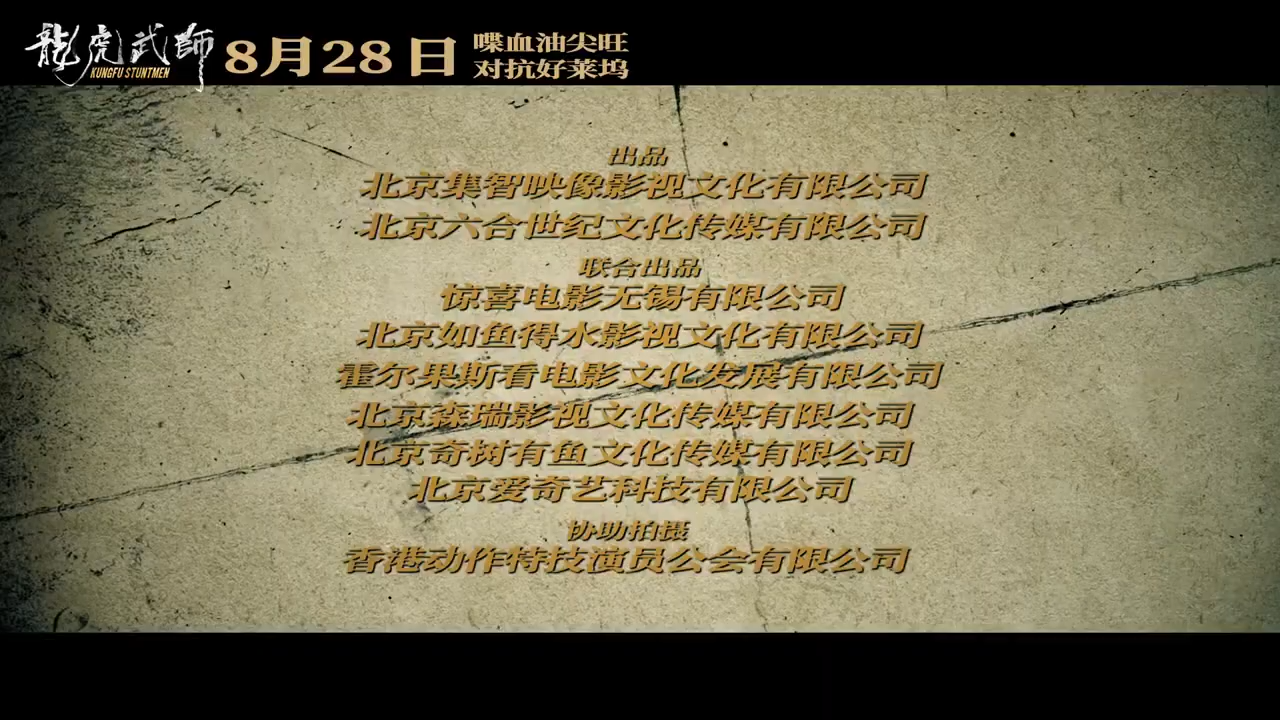 龍虎武師
KUNGFU STUNTMEN
8月28日
喋血油尖旺
对抗好莱坞
出品
北京集智映像影视文化有限公司
北京六合世纪文化传媒有限公司
联合出品
惊喜电影无锡有限公司
北京如鱼得水影视文化有限公司
霍尔果斯看电影文化发展有限公司
北京森瑞影视文化传媒有限公司
北京奇树有鱼文化传媒有限公司
北京爱奇艺科技有限公司
协助拍摄
香港动作特技演员公会有限公司